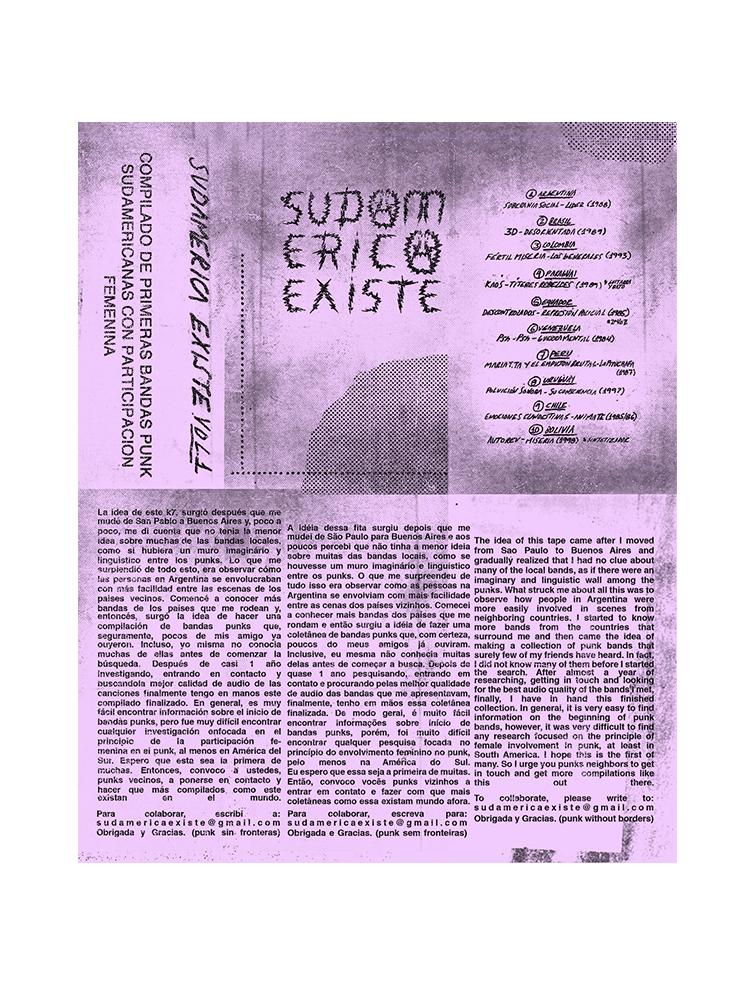 COMPILADO DE PRIMERAS BANDAS PUNK
SUDAMERICANAS CON PARTICIPACION
FEMENINA
SUDAMERICA EXISTE VOL1
SUDAM
ERICA
EXISTE
① ARGENTINA
SOBERANIA SOCIAL - LIDER (1988)
② BRASIL
3D - DESORIENTADA (1989)
③ COLOMBIA
FÉRTIL MISERIA - LOS GENERALES (1993)
④ PARAGUAI
KAOS - TÍTERES REBELDES (1989)
⑤ EQUADOR
DESCONTROLADOS - REPRESIÓN POLICIAL (1985)
⑥ VENEZUELA
PSH - PSH - (1984)
⑦ PERU
MARIA T.TA Y EL EMPUJON BRUTAL - LA PITUCAFA
(1987)
⑧ URUGUAY
POLUCIÓN SONORA - SU CONCIENCIA (1997)
⑨ CHILE
EMOCIONES CLANDESTINAS - ANIMATE (1985/86)
⑩ BOLIVIA
AUTOREV - MISERIA (1998) * SINTETIZADOR
La idea de este k7, surgió después que me
mudé de San Pablo a Buenos Aires y, poco a
poco, me di cuenta que no tenia la menor
idea sobre muchas de las bandas locales,
como si hubiera un muro imaginário y
linguistico entre los punks. Lo que me
surpiendió de todo esto, era observar cómo
las personas en Argentina se envolucraban
con más facilidad entre las escenas de los
países vecinos. Comencé a conocer más
bandas de los países que me rodean y,
entoncés, surgó la idea de hacer una
compilación de bandas punks que,
seguramente, pocos de mis amigo ya
ouyeron. Incluso, yo misma no conocia
muchas de ellas antes de comenzar la
búsqueda. Después de casi 1 año
investigando, entrando en contacto y
buscandola mejor calidad de audio de las
canciones finalmente tengo en manos este
compilado finalizado. En general, es muy
fácil encontrar información sobre el inicio de
bandas punks, pero fue muy difícil encontrar
cualquier investigación enfocada en el
principio de la participación fe-
menina en el punk, al menos en América del
Sur. Espero que esta sea la primera de
muchas. Entonces, convoco a ustedes,
punks vecinos, a ponerse en contacto y
hacer que más compilados como este
existan en el mundo.
Para colaborar, escribí a:
sudamericaexiste@gmail.com
Obrigada y Gracias. (punk sin fronteras)
A idéia dessa fita surgiu depois que me
mudei de São Paulo para Buenos Aires e aos
poucos percebi que não tinha a menor ideia
sobre muitas das bandas locais, como se
houvesse um muro imaginário e linguístico
entre os punks. O que me surpreendeu de
tudo isso era observar como as pessoas na
Argentina se envolviam com mais facilidade
entre as cenas dos países vizinhos. Comecei
a conhecer mais bandas dos países que me
rondam e então surgiu a idéia de fazer uma
coletânea de bandas punks que, com certeza,
poucos do meus amigos já ouviram.
Inclusive, eu mesma não conhecia muitas
delas antes de começar a busca. Depois de
quase 1 ano pesquisando, entrando em
contato e procurando pelas melhor qualidade
de audio das bandas que me apresentavam,
finalmente, tenho em mãos essa coletânea
finalizada. De modo geral, é muito fácil
encontrar informações sobre início de
bandas punks, porém, foi muito difícil
encontrar qualquer pesquisa focada no
princípio do envolvimento feminino no punk,
pelo menos na América do Sul.
Eu espero que essa seja a primeira de muitas.
Então, convoco vocês punks vizinhos a
entrar em contato e fazer com que mais
coletâneas como essa existam mundo afora.
Para colaborar, escreva para:
sudamericaexiste@gmail.com
Obrigada e Gracias. (punk sem fronteiras)
The idea of this tape came after I moved
from Sao Paulo to Buenos Aires and
gradually realized that I had no clue about
many of the local bands, as if there were an
imaginary and linguistic wall among the
punks. What struck me about all this was to
observe how people in Argentina were
more easily involved in scenes from
neighboring countries. I started to know
more bands from the countries that
surround me and then came the idea of
making a collection of punk bands that
surely few of my friends have heard. In fact,
I did not know many of them before I started
the search. After almost a year of
researching, getting in touch and looking
for the best audio quality of the bands I met,
finally, I have in hand this finished
collection. In general, it is very easy to find
information on the beginning of punk
bands, however, it was very difficult to find
any research focused on the principle of
female involvement in punk, at least in
South America. I hope this is the first of
many. So I urge you punks neighbors to get
in touch and get more compilations like
this out there.
To collaborate, please write to:
sudamericaexiste@gmail.com
Obrigada y Gracias. (punk without borders)